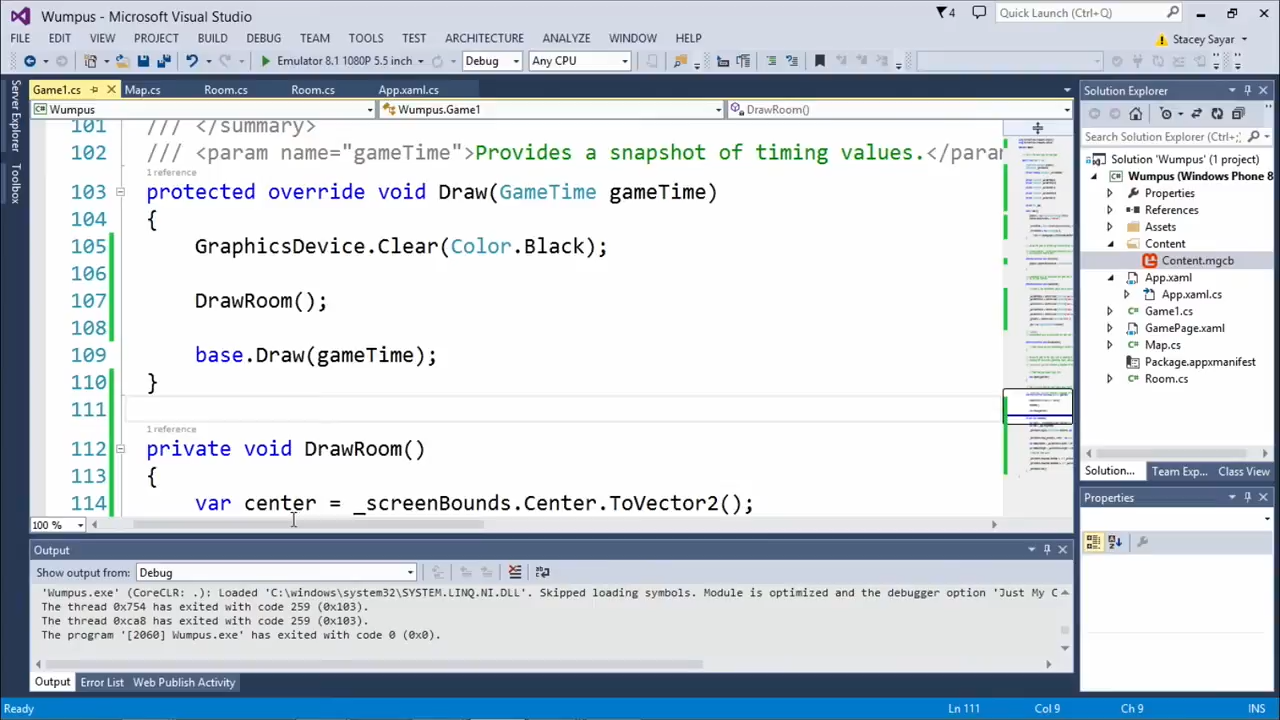 Wumpus - Microsoft Visual Studio
4
Quick Launch (Ctrl+Q)
FILE EDIT VIEW PROJECT BUILD DEBUG TEAM TOOLS TEST ARCHITECTURE ANALYZE WINDOW HELP
Stacey Sayar
Emulator 8.1 1080P 5.5 inch
Debug
Any CPU
Server Explorer
Toolbox
Game1.cs
Map.cs
Room.cs
Room.cs
App.xaml.cs
Wumpus
Wumpus.Game1
DrawRoom()
101 /// </summary>
102 /// <param name="gameTime">Provides a snapshot of timing values.</param
1 reference
103 protected override void Draw(GameTime gameTime)
104 {
105 GraphicsDevice.Clear(Color.Black);
106
107 DrawRoom();
108
109 base.Draw(gameTime);
110 }
111
1 reference
112 private void DrawRoom()
113 {
114 var center = _screenBounds.Center.ToVector2();
100 %
Output
Show output from: Debug
'Wumpus.exe' (CoreCLR: .): Loaded 'C:\windows\system32\SYSTEM.LINQ.NI.DLL'. Skipped loading symbols. Module is optimized and the debugger option 'Just My C
The thread 0x754 has exited with code 259 (0x103).
The thread 0xca8 has exited with code 259 (0x103).
The program '[2060] Wumpus.exe' has exited with code 0 (0x0).
Output
Error List
Web Publish Activity
Solution Explorer
Search Solution Explorer (Ctrl+;
Solution 'Wumpus' (1 project)
Wumpus (Windows Phone 8
Properties
References
Assets
Content
Content.mgcb
App.xaml
App.xaml
Game1.cs
GamePage.xaml
Map.cs
Package.appxmanifest
Room.cs
Solution...
Team Exp...
Class View
Properties
Ready
Ln 111
Col 9
Ch 9
INS